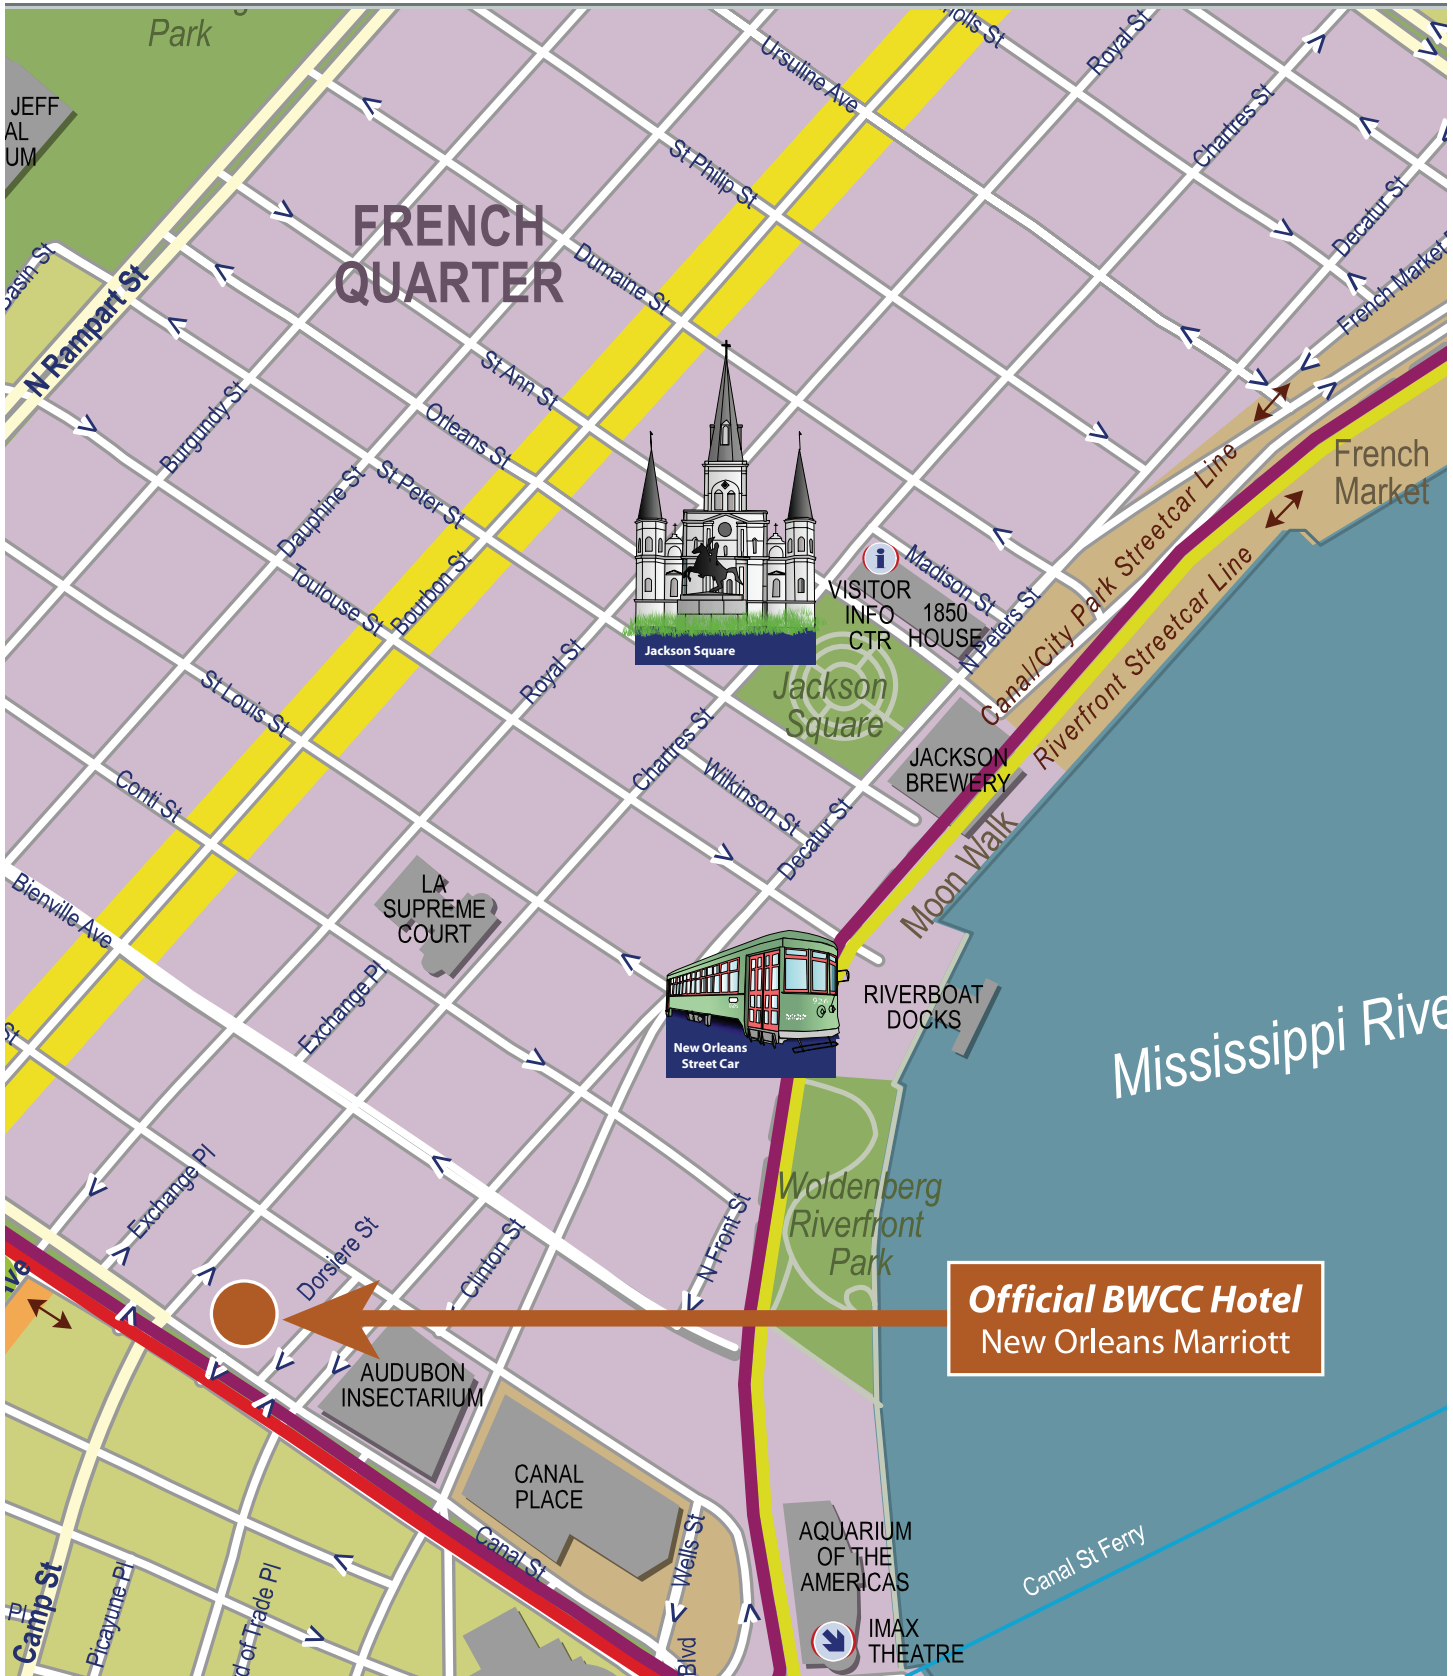 Park
JEFF
AL
UM
FRENCH
QUARTER
N Rampart St
Burgundy St
Dauphine St
Bourbon St
Royal St
Chartres St
Decatur St
Ursuline Ave
St Philip St
Dumaine St
St Ann St
Orleans St
St Peter St
Toulouse St
St Louis St
Conti St
Bienville Ave
Royal St
Chartres St
Decatur St
French Market
French
Market
Canal/City Park Streetcar Line
Riverfront Streetcar Line
Madison St
N Peters St
i
VISITOR
INFO
CTR
1850
HOUSE
Jackson Square
Jackson
Square
JACKSON
BREWERY
Wilkinson St
Moon Walk
LA
SUPREME
COURT
Exchange Pl
New Orleans
Street Car
RIVERBOAT
DOCKS
Mississippi Rive
St
Exchange Pl
Dorsiere St
Clinton St
N Front St
Woldenberg
Riverfront
Park
Official BWCC Hotel
New Orleans Marriott
AUDUBON
INSECTARIUM
CANAL
PLACE
Canal St
Wells St
Blvd
AQUARIUM
OF THE
AMERICAS
IMAX
THEATRE
Canal St Ferry
Camp St
Picayune Pl
d of Trade Pl
Pl